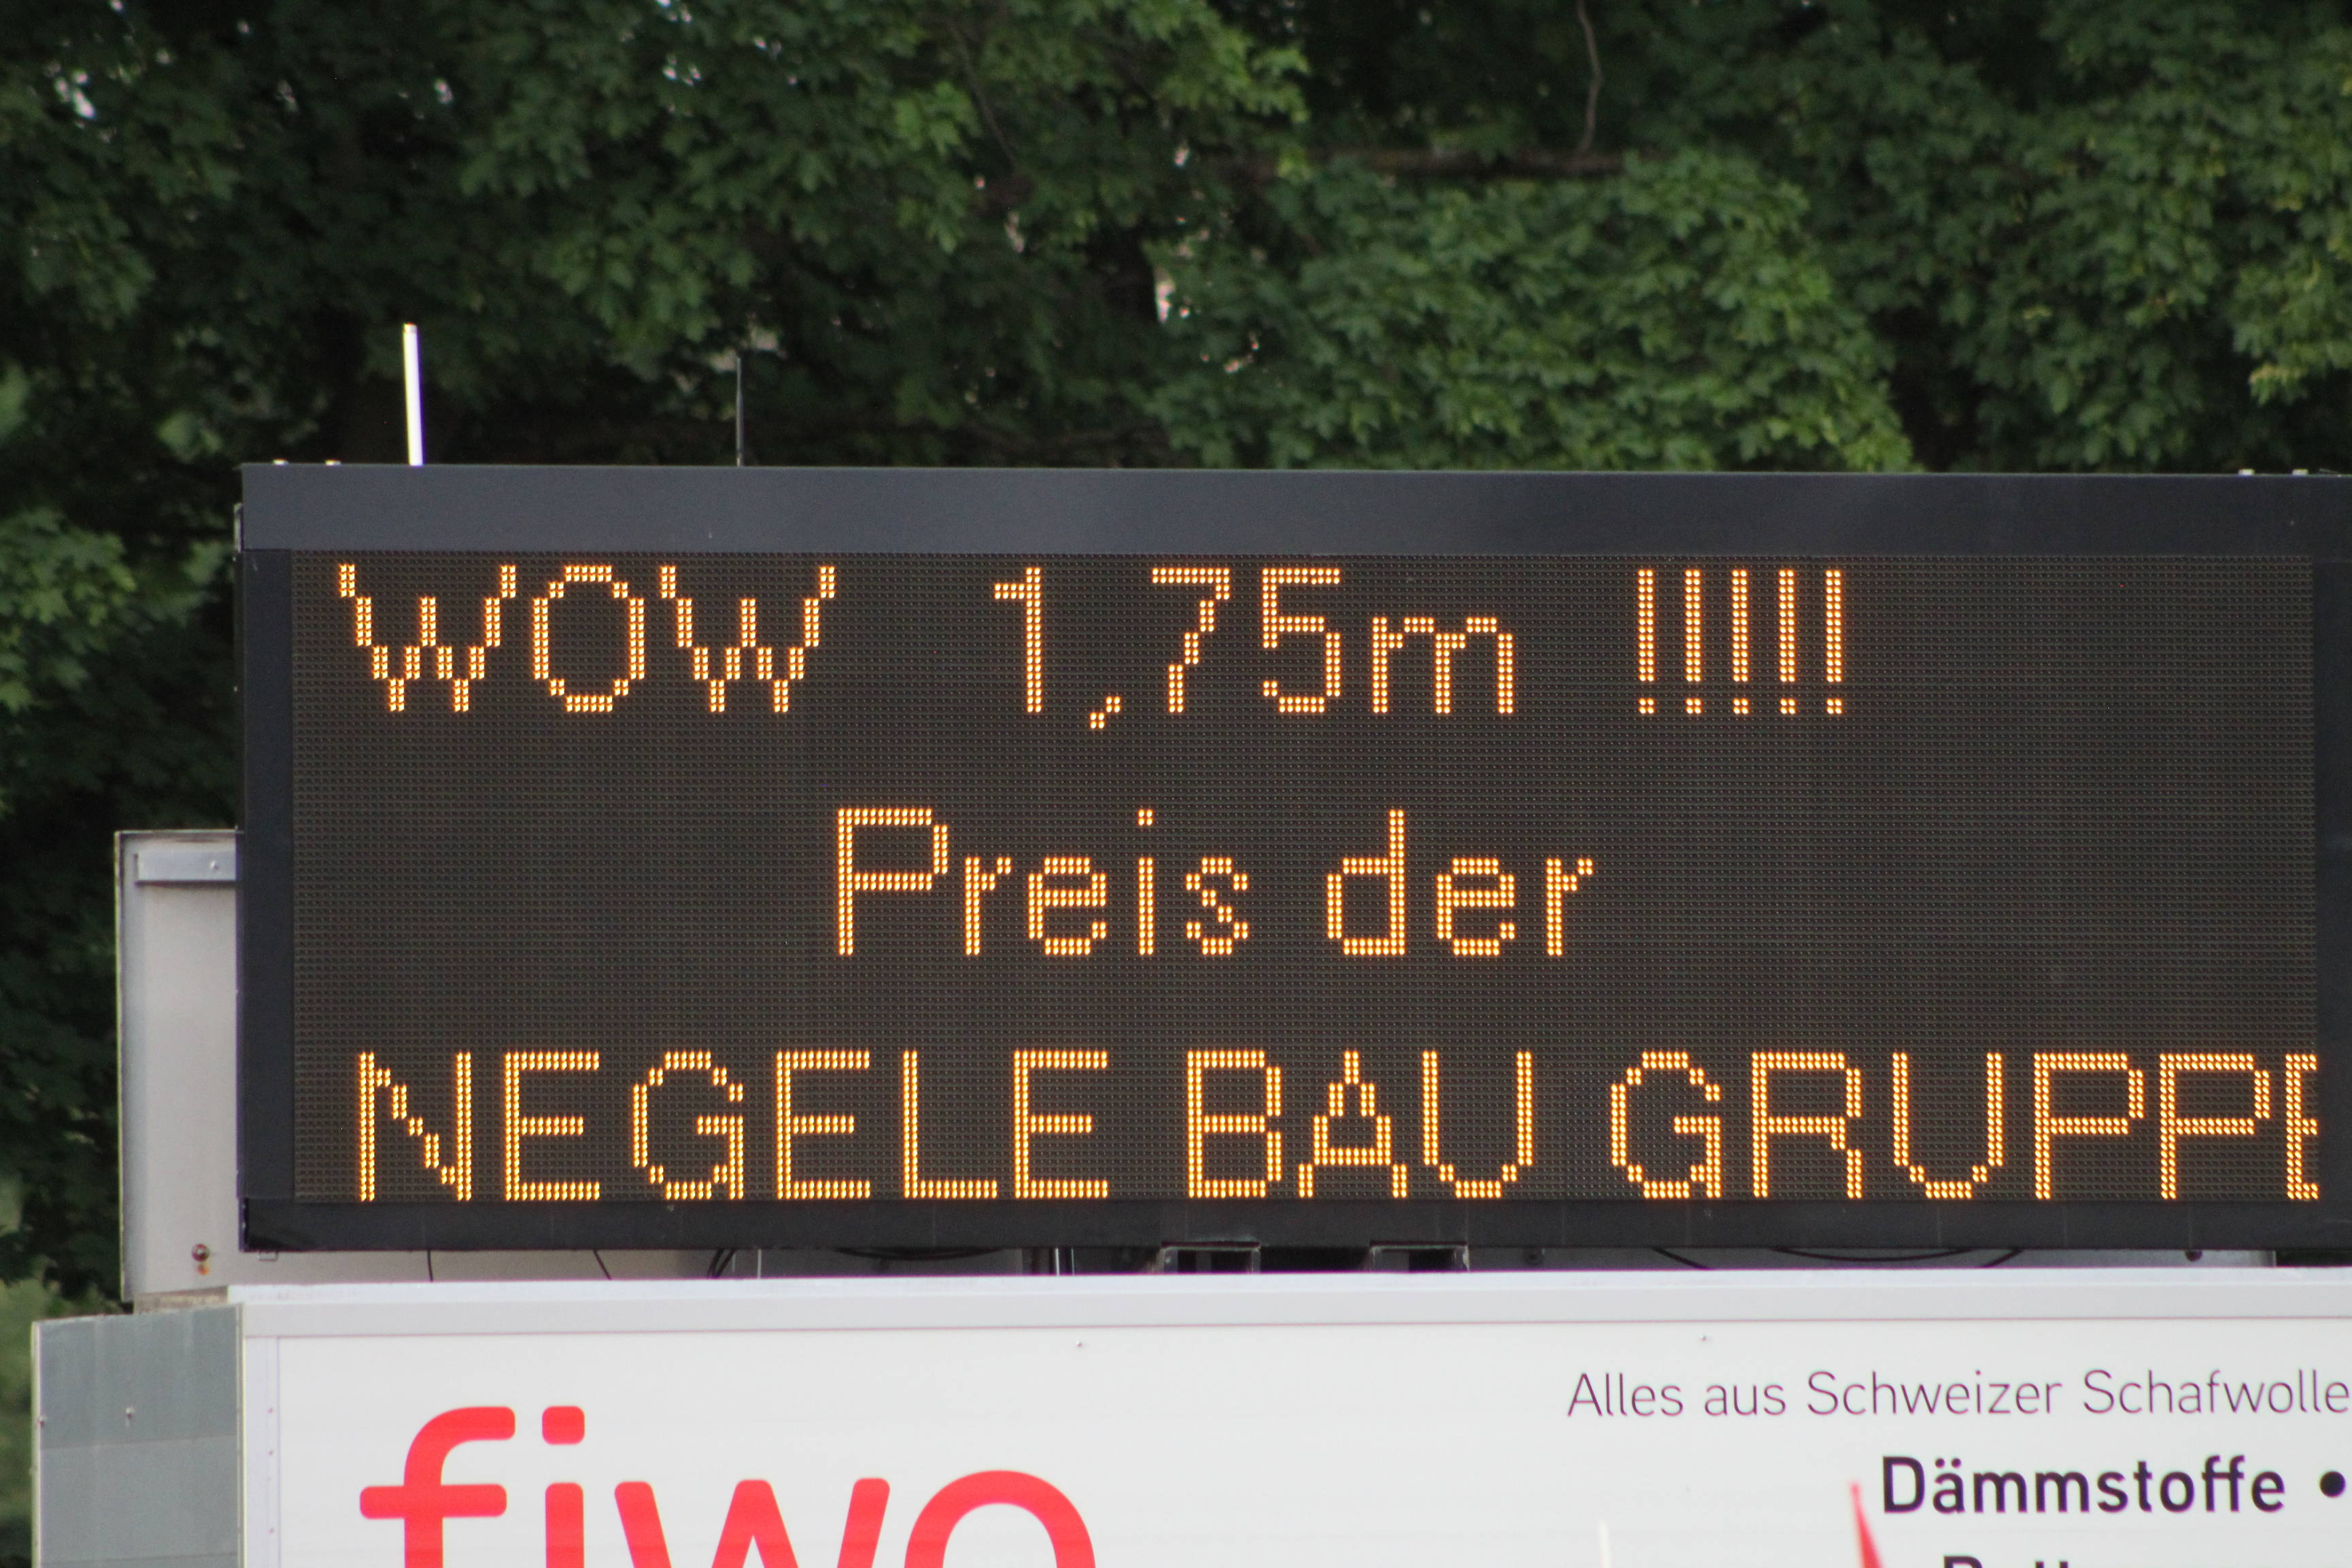 WOW 1,75m !!!!!
Preis der
NEGELE BAU GRUPPE
fiwo
Alles aus Schweizer Schafwolle
Dämmstoffe •